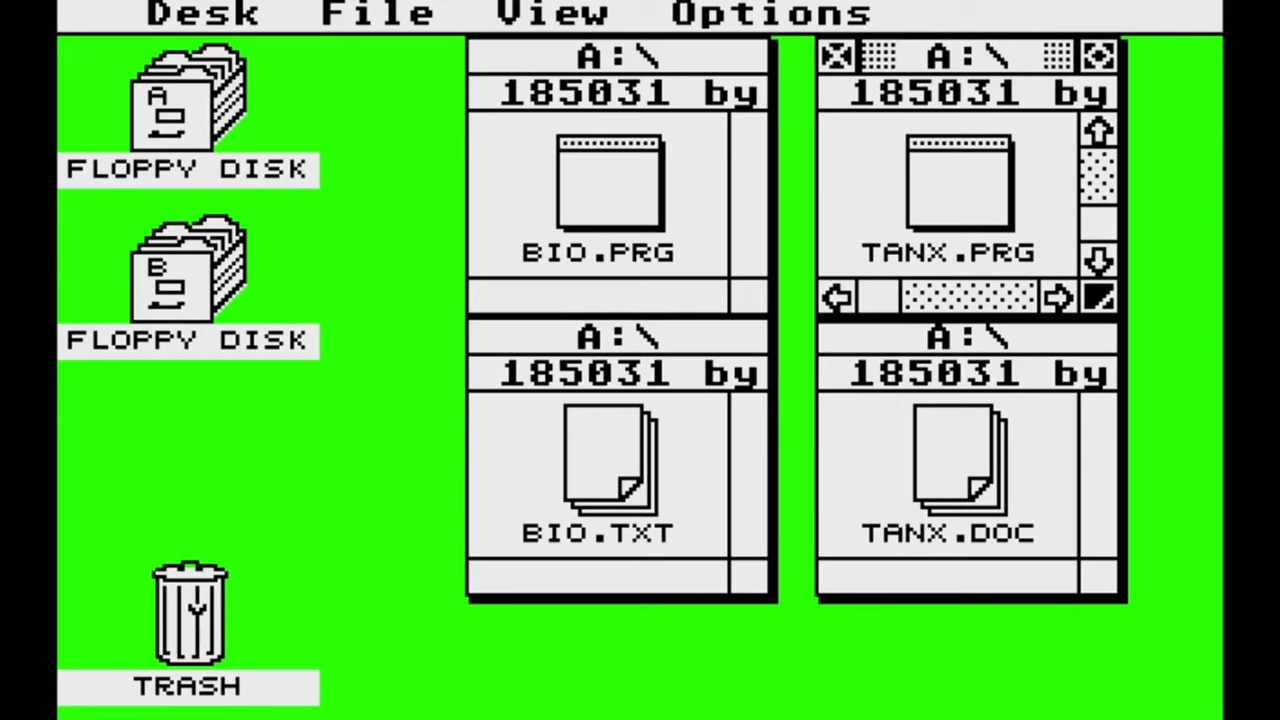 Desk File View Options
A
FLOPPY DISK
B
FLOPPY DISK
TRASH
A:\
185031 by
BIO.PRG
A:\
185031 by
TANX.PRG
A:\
185031 by
BIO.TXT
A:\
185031 by
TANX.DOC